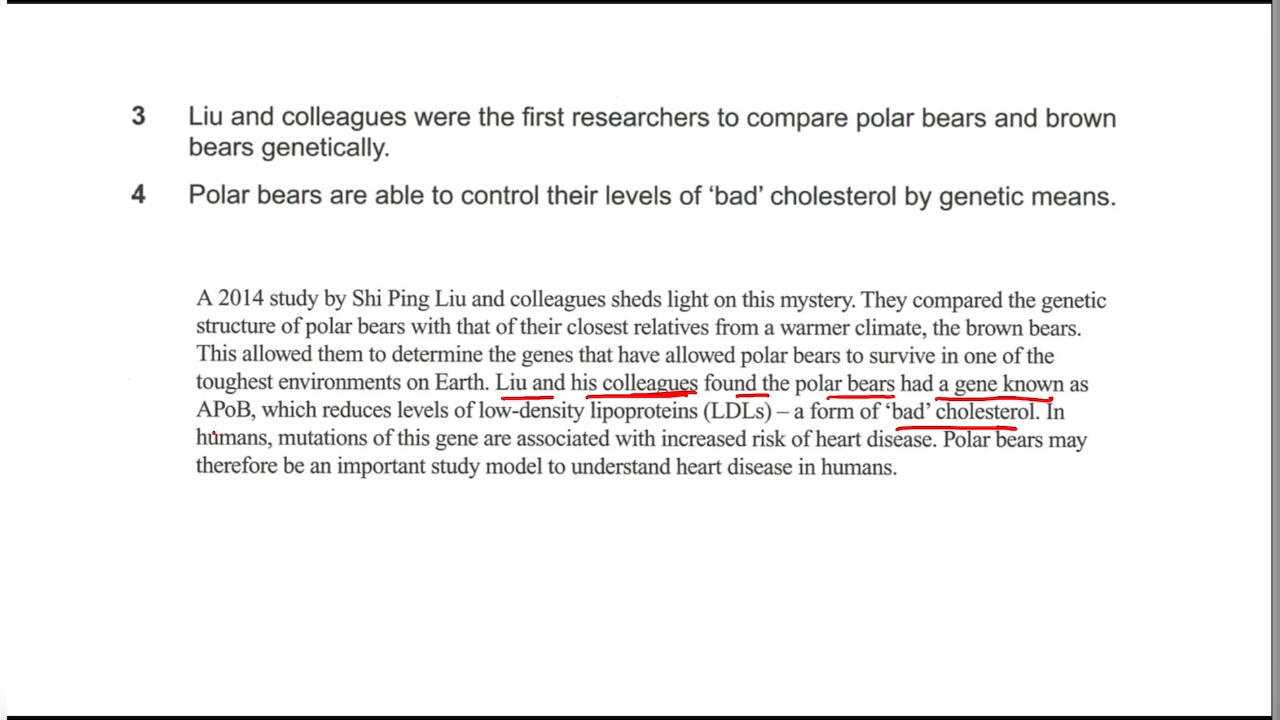 3 Liu and colleagues were the first researchers to compare polar bears and brown
bears genetically.
4 Polar bears are able to control their levels of ‘bad’ cholesterol by genetic means.
A 2014 study by Shi Ping Liu and colleagues sheds light on this mystery. They compared the genetic
structure of polar bears with that of their closest relatives from a warmer climate, the brown bears.
This allowed them to determine the genes that have allowed polar bears to survive in one of the
toughest environments on Earth. Liu and his colleagues found the polar bears had a gene known as
APoB, which reduces levels of low-density lipoproteins (LDLs) – a form of ‘bad’ cholesterol. In
humans, mutations of this gene are associated with increased risk of heart disease. Polar bears may
therefore be an important study model to understand heart disease in humans.